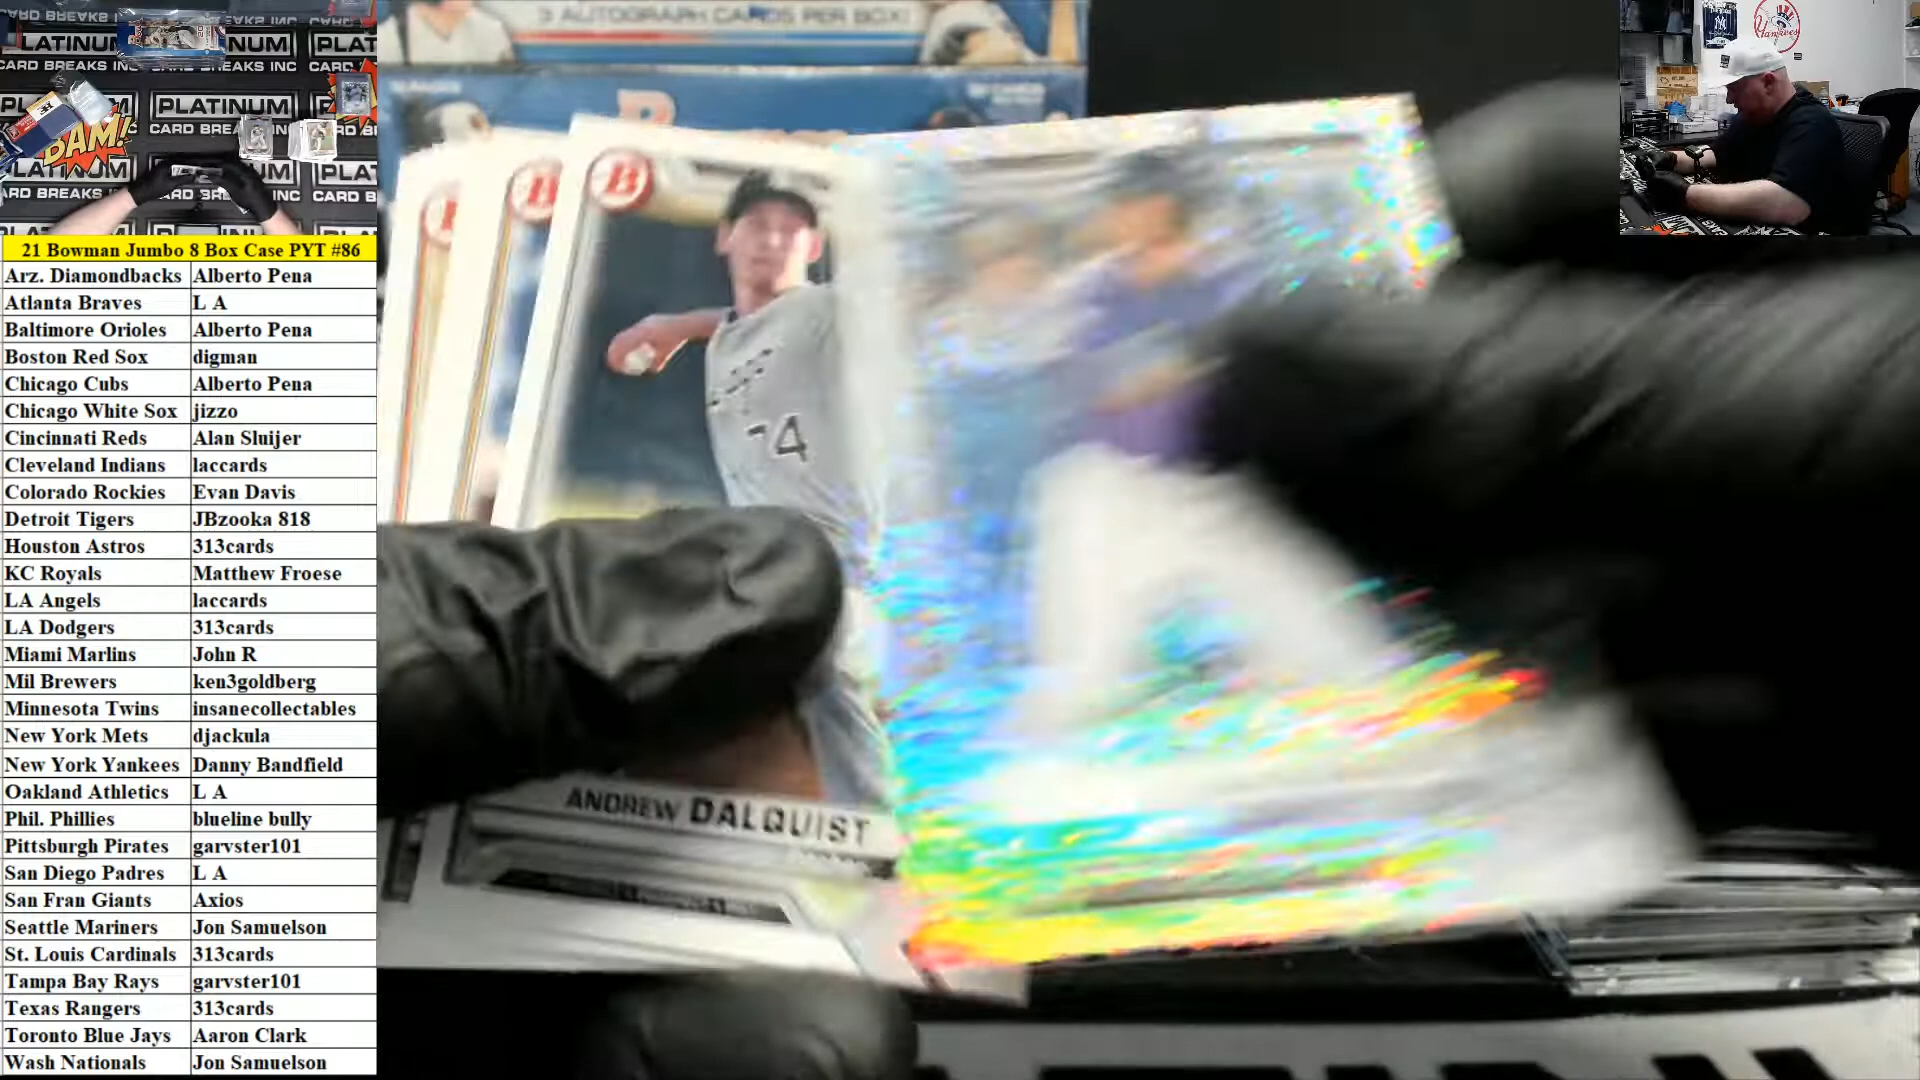 3 AUTOGRAPH CARDS PER BOX!
PLATINUM
CARD BREAKS INC
BAM!
Yankees
21 Bowman Jumbo 8 Box Case PYT #86
Arz. Diamondbacks Alberto Pena
Atlanta Braves L A
Baltimore Orioles Alberto Pena
Boston Red Sox digman
Chicago Cubs Alberto Pena
Chicago White Sox jizzo
Cincinnati Reds Alan Sluijer
Cleveland Indians laccards
Colorado Rockies Evan Davis
Detroit Tigers JBzooka 818
Houston Astros 313cards
KC Royals Matthew Froese
LA Angels laccards
LA Dodgers 313cards
Miami Marlins John R
Mil Brewers ken3goldberg
Minnesota Twins insanecollectables
New York Mets djackula
New York Yankees Danny Bandfield
Oakland Athletics L A
Phil. Phillies blueline bully
Pittsburgh Pirates garvster101
San Diego Padres L A
San Fran Giants Axios
Seattle Mariners Jon Samuelson
St. Louis Cardinals 313cards
Tampa Bay Rays garvster101
Texas Rangers 313cards
Toronto Blue Jays Aaron Clark
Wash Nationals Jon Samuelson
B
B
74
ANDREW DALQUIST